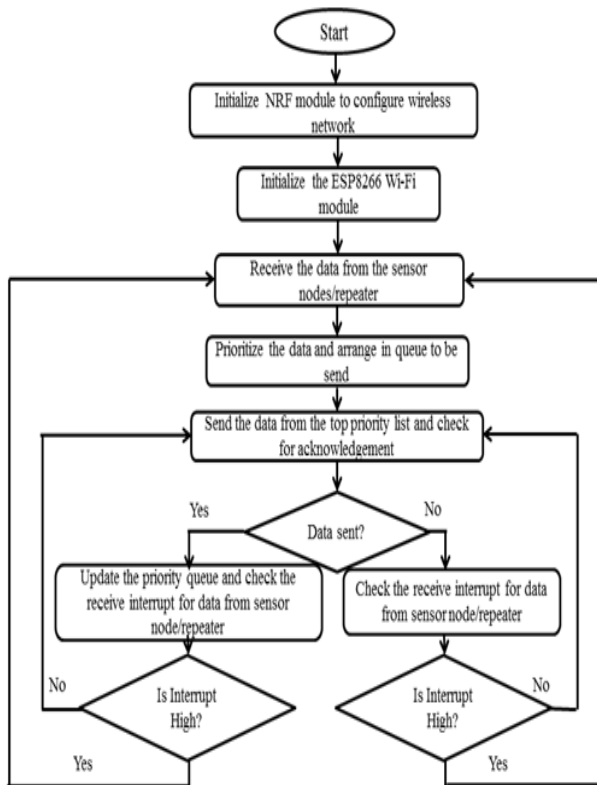 Start
Initialize NRF module to configure wireless
network
Initialize the ESP8266 Wi-Fi
module
Receive the data from the sensor
nodes/repeater
Prioritize the data and arrange in queue to be
send
Send the data from the top priority list and check
for acknowledgement
Yes
No
Data sent?
Update the priority queue and check the
receive interrupt for data from sensor
node/repeater
Check the receive interrupt for data
from sensor node/repeater
No
Is Interrupt
High?
Yes
No
Is Interrupt
High?
Yes